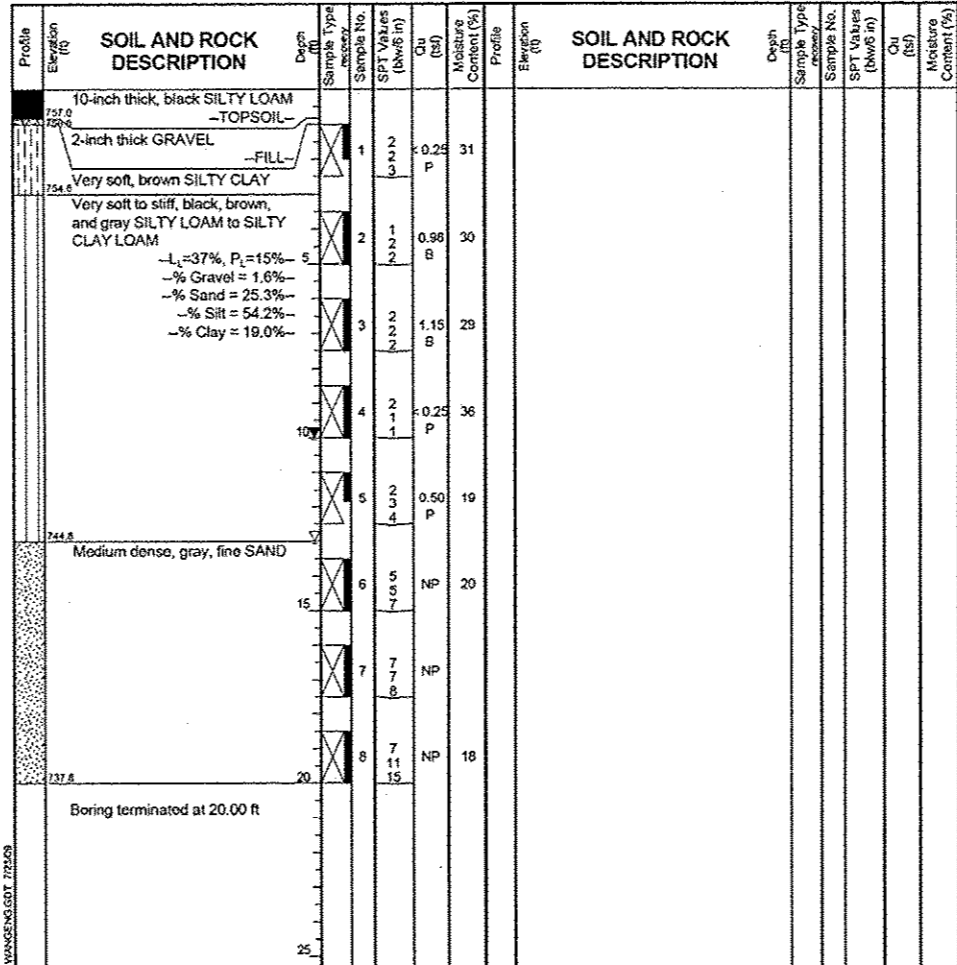 Profile
Elevation (ft)
SOIL AND ROCK DESCRIPTION
Depth (ft)
Sample Type
recovery
Sample No.
SPT Values (blw/6 in)
Qu (tsf)
Moisture Content (%)
Profile
Elevation (ft)
SOIL AND ROCK DESCRIPTION
Depth (ft)
Sample Type
recovery
Sample No.
SPT Values (blw/6 in)
Qu (tsf)
Moisture Content (%)
10-inch thick, black SILTY LOAM
757.0
--TOPSOIL--
2-inch thick GRAVEL
--FILL--
1 2 2 3 < 0.25 P 31
Very soft, brown SILTY CLAY
754.6
Very soft to stiff, black, brown,
and gray SILTY LOAM to SILTY
CLAY LOAM
2 1 2 2 0.98 B 30
--LL=37%, PL=15%-- 5
--% Gravel = 1.6%--
--% Sand = 25.3%--
--% Silt = 54.2%--
--% Clay = 19.0%--
3 2 2 2 1.15 B 29
4 2 1 1 < 0.25 P 36
10
5 2 3 4 0.50 P 19
744.8
Medium dense, gray, fine SAND
6 5 5 7 NP 20
15
7 7 7 8 NP
8 7 11 15 NP 18
737.6
20
Boring terminated at 20.00 ft
25
WANGENG.GDT 7/23/09